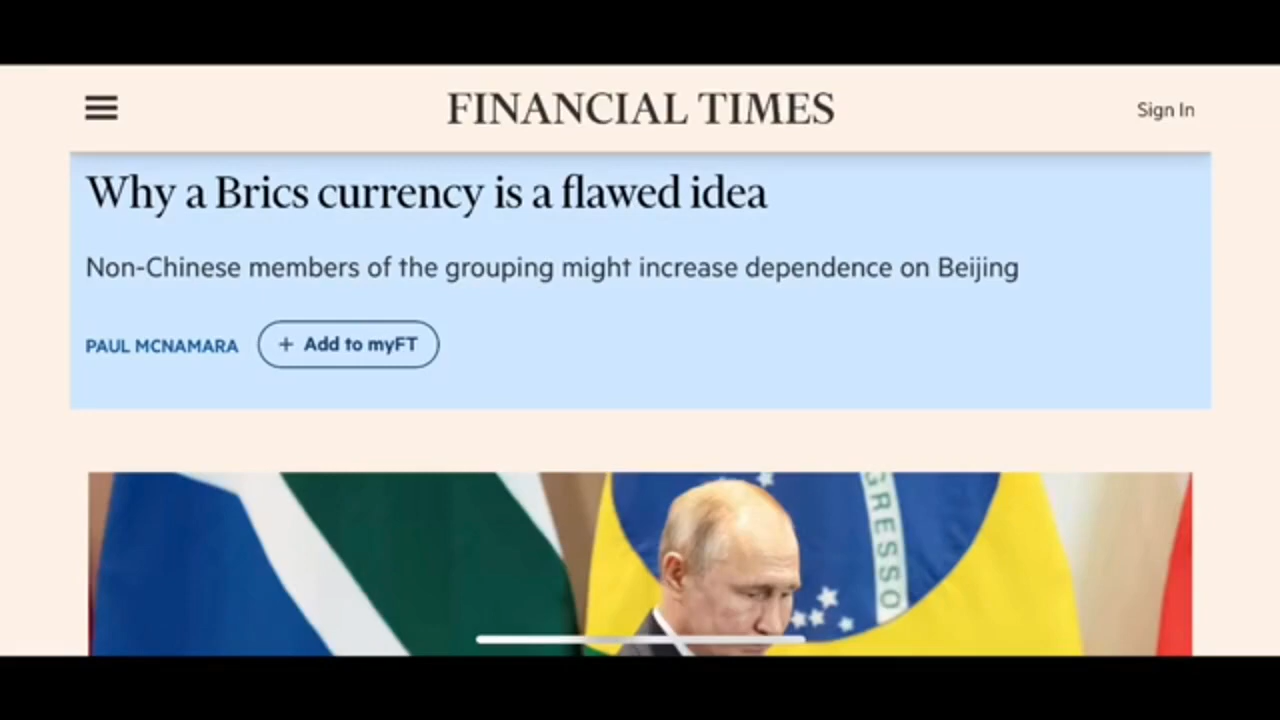 FINANCIAL TIMES
Sign In
Why a Brics currency is a flawed idea
Non-Chinese members of the grouping might increase dependence on Beijing
PAUL MCNAMARA
+ Add to myFT
GRESSO